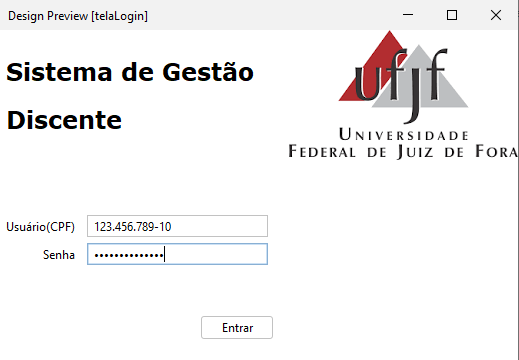 Design Preview [telaLogin]
Sistema de Gestão
Discente
ufjf
UNIVERSIDADE
FEDERAL DE JUIZ DE FORA
Usuário(CPF) 123.456.789-10
Senha ••••••••••••••
Entrar